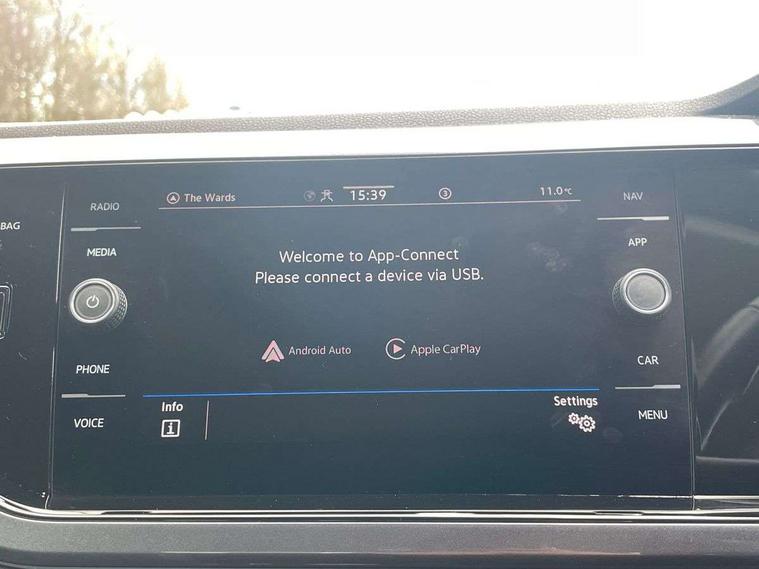 BAG
RADIO
MEDIA
PHONE
VOICE
The Wards
15:39
3
11.0°C
Welcome to App-Connect
Please connect a device via USB.
Android Auto
Apple CarPlay
Info
i
Settings
NAV
APP
CAR
MENU